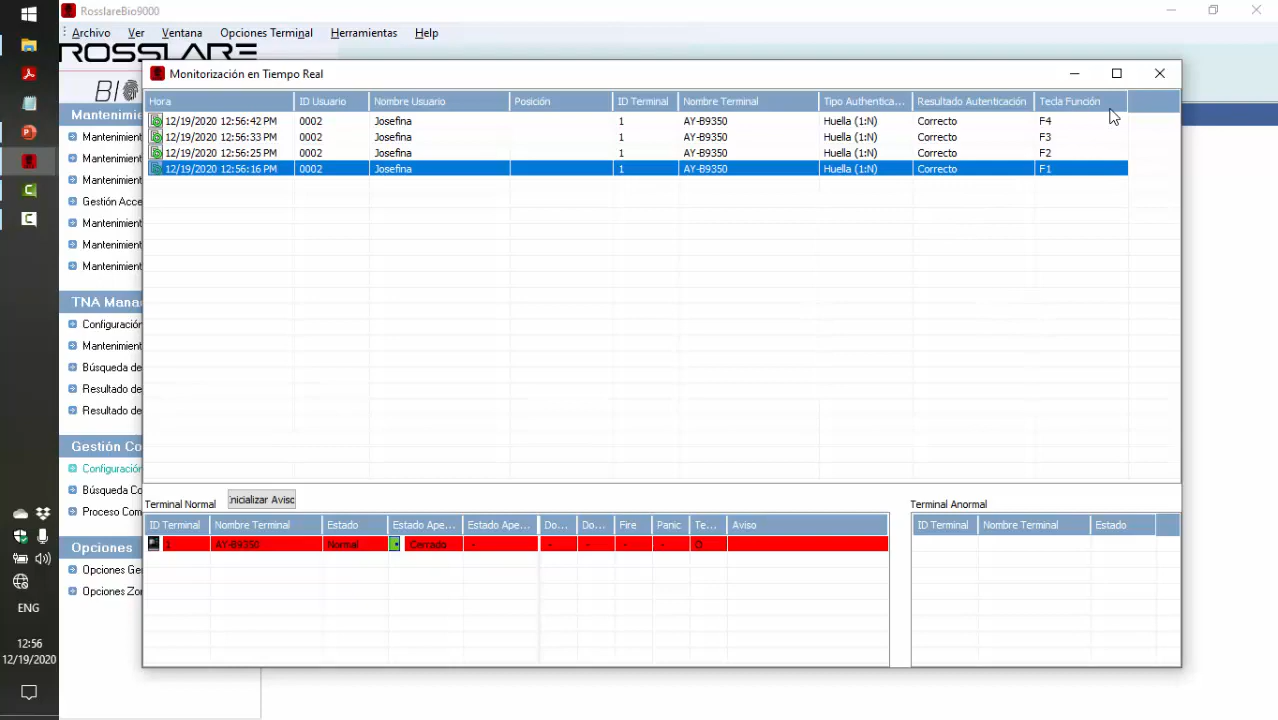 RosslareBio9000
Archivo Ver Ventana Opciones Terminal Herramientas Help
ROSSLARE
BIO
Monitorización en Tiempo Real
Hora ID Usuario Nombre Usuario Posición ID Terminal Nombre Terminal Tipo Authentica... Resultado Autenticación Tecla Función
12/19/2020 12:56:42 PM 0002 Josefina 1 AY-B9350 Huella (1:N) Correcto F4
12/19/2020 12:56:33 PM 0002 Josefina 1 AY-B9350 Huella (1:N) Correcto F3
12/19/2020 12:56:25 PM 0002 Josefina 1 AY-B9350 Huella (1:N) Correcto F2
12/19/2020 12:56:16 PM 0002 Josefina 1 AY-B9350 Huella (1:N) Correcto F1
Mantenimie
Mantenimient
Mantenimient
Mantenimient
Gestión Acce
Mantenimient
Mantenimient
Mantenimient
TNA Mana
Configuración
Mantenimient
Búsqueda de
Resultado de
Resultado de
Gestión Co
Configuración
Búsqueda Co
Proceso Com
Opciones
Opciones Ge
Opciones Zo
Terminal Normal Inicializar Aviso
ID Terminal Nombre Terminal Estado Estado Ape... Estado Ape... Do... Do... Fire Panic Te... Aviso
1 AY-B9350 Normal Cerrado - - - - - O
Terminal Anormal
ID Terminal Nombre Terminal Estado
ENG
12:56
12/19/2020